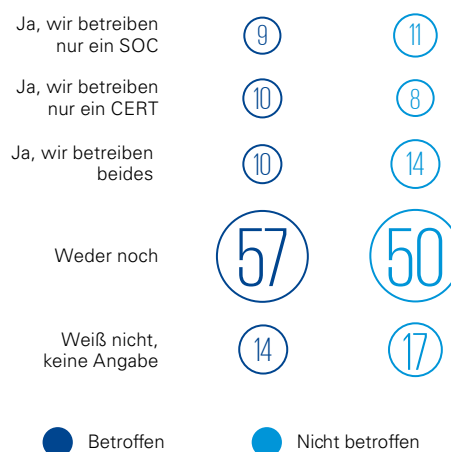 Ja, wir betreiben
nur ein SOC
9
11
Ja, wir betreiben
nur ein CERT
10
8
Ja, wir betreiben
beides
10
14
Weder noch
57
50
Weiß nicht,
keine Angabe
14
17
Betroffen
Nicht betroffen